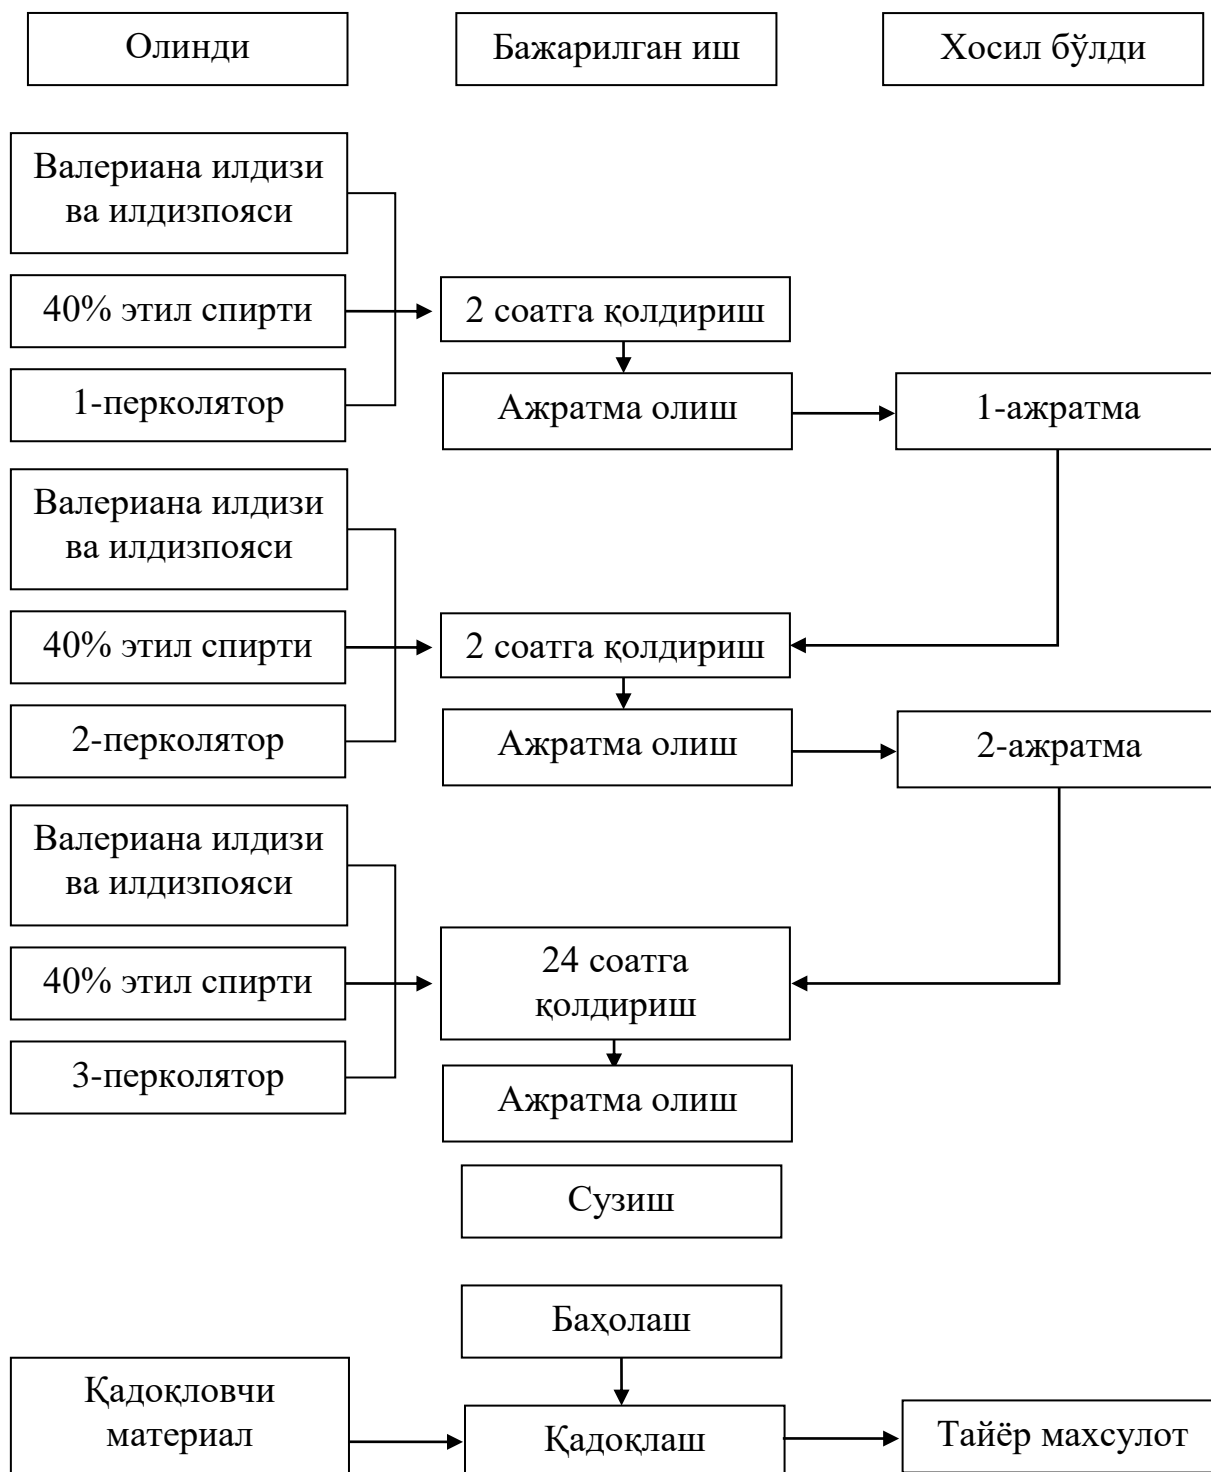 Олинди
Бажарилган иш
Хосил бўлди
Валериана илдизи
ва илдизпояси
40% этил спирти
2 соатга қолдириш
1-перколятор
Ажратма олиш
1-ажратма
Валериана илдизи
ва илдизпояси
40% этил спирти
2 соатга қолдириш
2-перколятор
Ажратма олиш
2-ажратма
Валериана илдизи
ва илдизпояси
40% этил спирти
24 соатга
қолдириш
3-перколятор
Ажратма олиш
Сузиш
Баҳолаш
Қадоқловчи
материал
Қадоқлаш
Тайёр махсулот